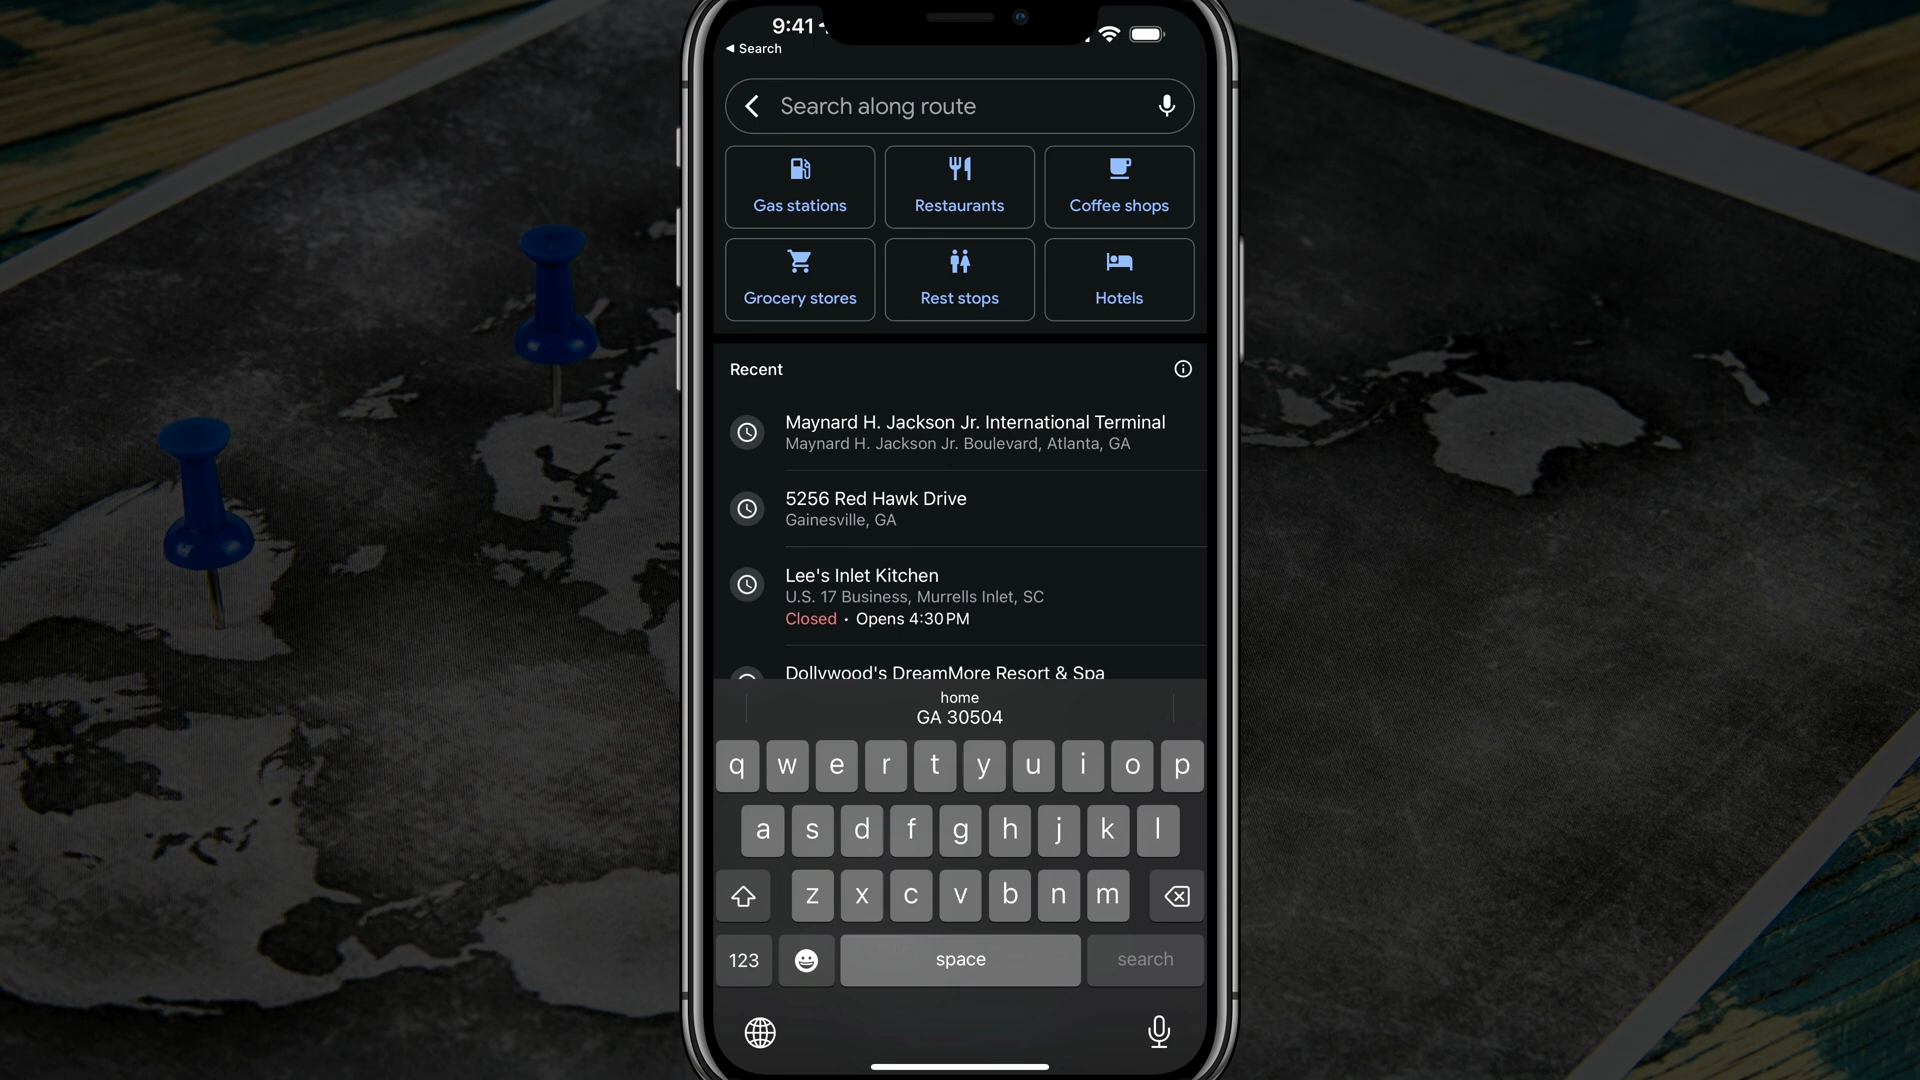 9:41
◀ Search
Search along route
Gas stations
Restaurants
Coffee shops
Grocery stores
Rest stops
Hotels
Recent
Maynard H. Jackson Jr. International Terminal
Maynard H. Jackson Jr. Boulevard, Atlanta, GA
5256 Red Hawk Drive
Gainesville, GA
Lee's Inlet Kitchen
U.S. 17 Business, Murrells Inlet, SC
Closed · Opens 4:30 PM
Dollywood's DreamMore Resort & Spa
home
GA 30504
q w e r t y u i o p
a s d f g h j k l
z x c v b n m
123
space
search